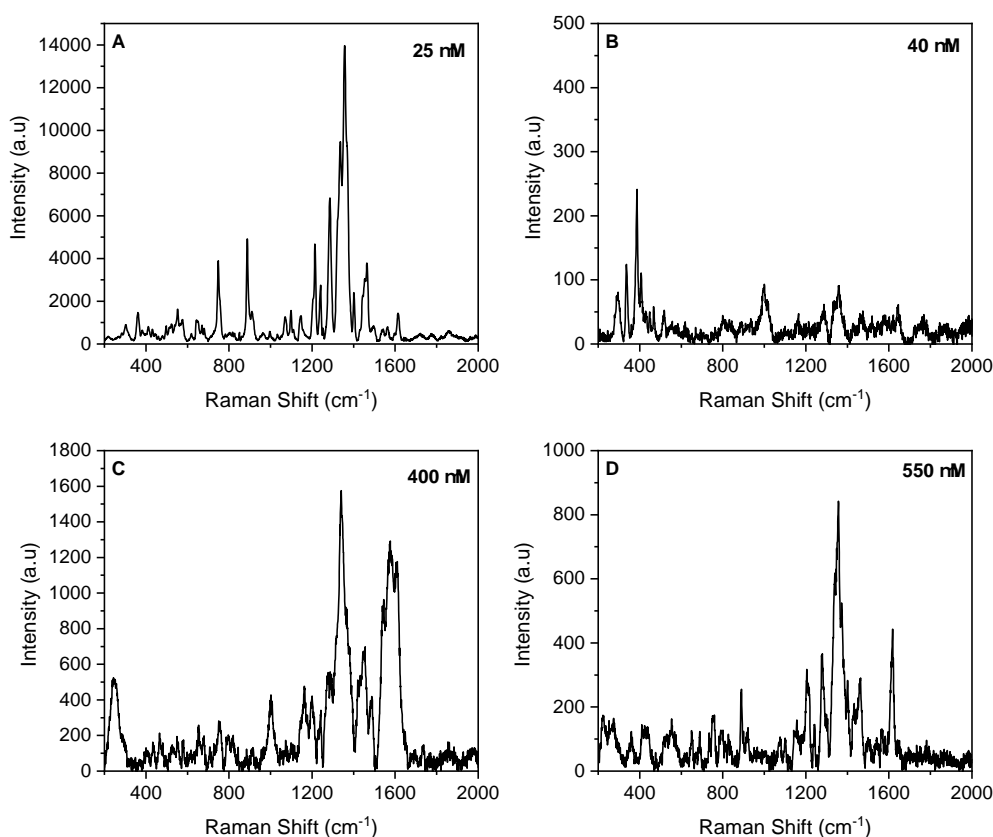 A
25 nM
14000
12000
10000
8000
6000
4000
2000
0
400 800 1200 1600 2000
Intensity (a.u)
Raman Shift (cm-1)
B
40 nM
500
400
300
200
100
0
400 800 1200 1600 2000
Intensity (a.u)
Raman Shift (cm-1)
C
400 nM
1800
1600
1400
1200
1000
800
600
400
200
0
400 800 1200 1600 2000
Intensity (a.u)
Raman Shift (cm-1)
D
550 nM
1000
800
600
400
200
0
400 800 1200 1600 2000
Intensity (a.u)
Raman Shift (cm-1)